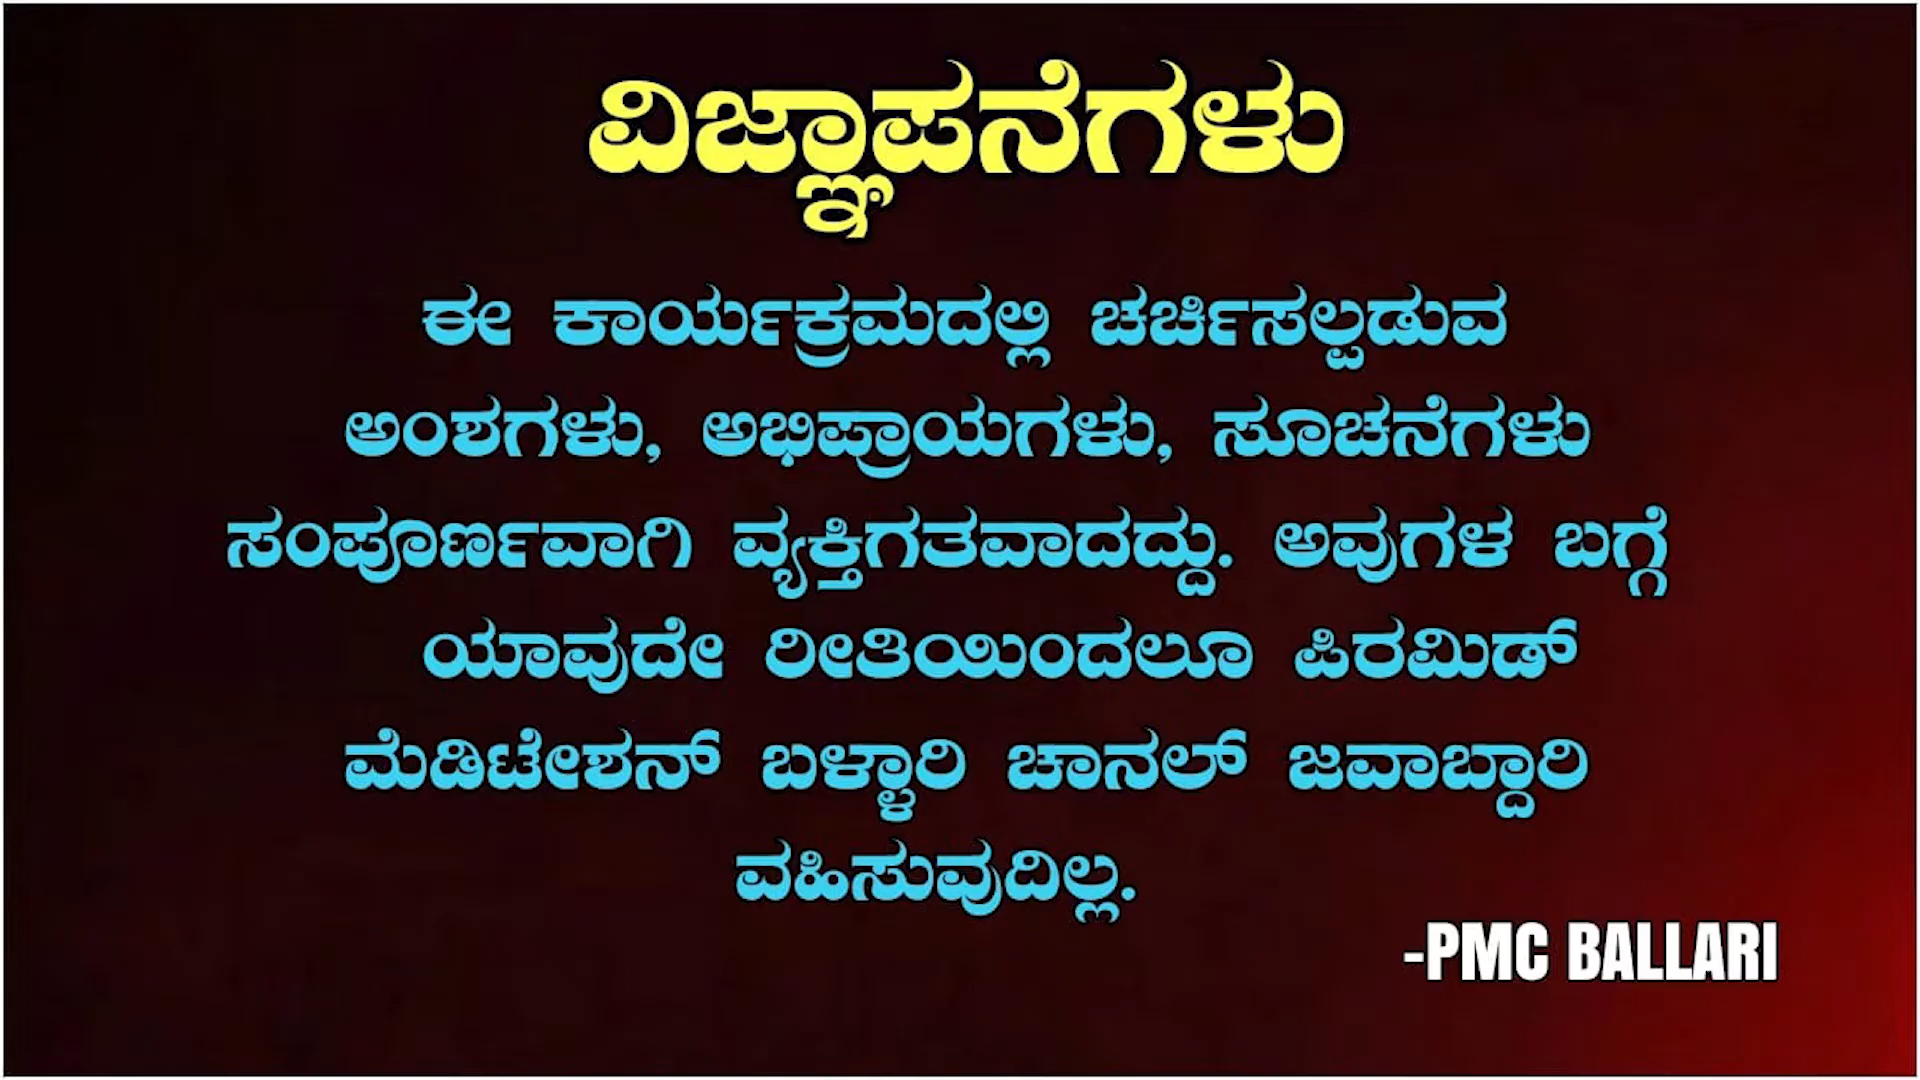 ವಿಜ್ಞಾಪನೆಗಳು
ಈ ಕಾರ್ಯಕ್ರಮದಲ್ಲಿ ಚರ್ಚಿಸಲ್ಪಡುವ
ಅಂಶಗಳು, ಅಭಿಪ್ರಾಯಗಳು, ಸೂಚನೆಗಳು
ಸಂಪೂರ್ಣವಾಗಿ ವ್ಯಕ್ತಿಗತವಾದದ್ದು. ಅವುಗಳ ಬಗ್ಗೆ
ಯಾವುದೇ ರೀತಿಯಿಂದಲೂ ಪಿರಮಿಡ್
ಮೆಡಿಟೇಶನ್ ಬಳ್ಳಾರಿ ಚಾನಲ್ ಜವಾಬ್ದಾರಿ
ವಹಿಸುವುದಿಲ್ಲ.
-PMC BALLARI